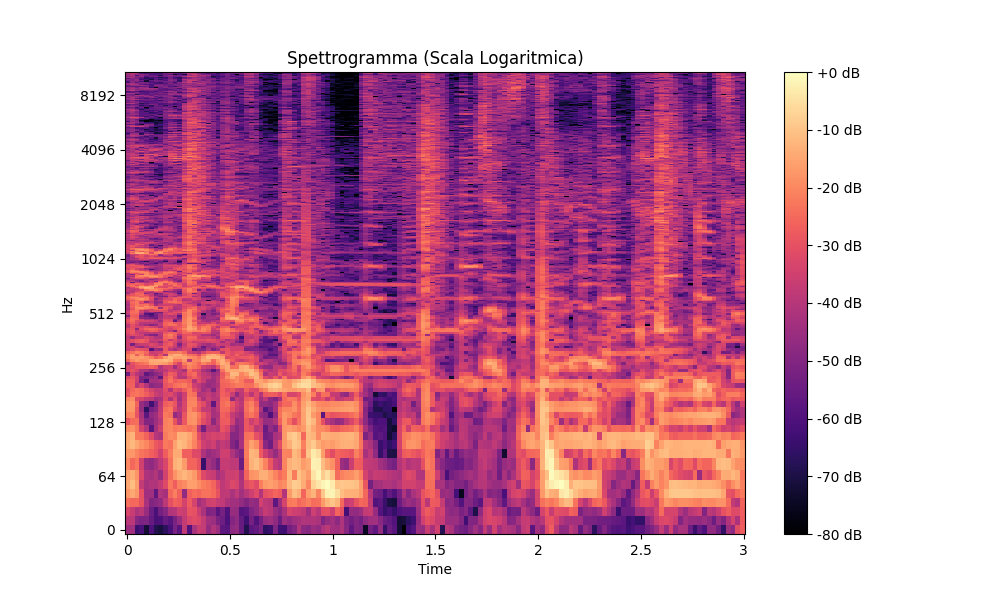 Spettrogramma (Scala Logaritmica)
Hz
8192
4096
2048
1024
512
256
128
64
0
0 0.5 1 1.5 2 2.5 3
Time
+0 dB
-10 dB
-20 dB
-30 dB
-40 dB
-50 dB
-60 dB
-70 dB
-80 dB